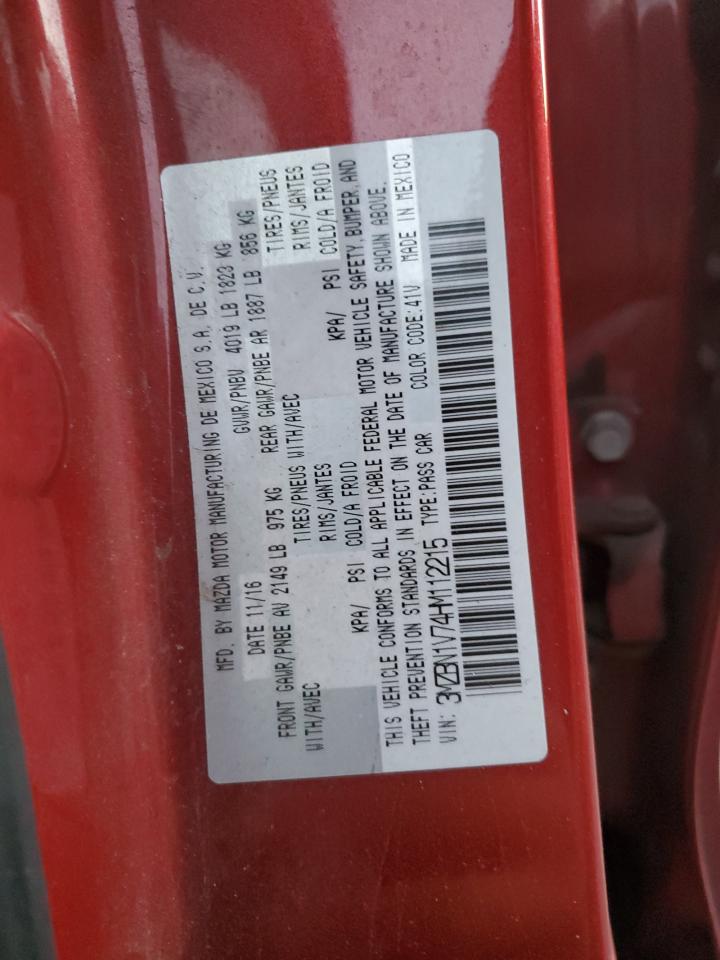 MFD. BY MAZDA MOTOR MANUFACTURING DE MEXICO S.A. DE C.V.
DATE 11/16 GVWR/PNBV 4019 LB 1823 KG
FRONT GAWR/PNBE AV 2149 LB 975 KG REAR GAWR/PNBE AR 1887 LB 856 KG
WITH/AVEC TIRES/PNEUS WITH/AVEC TIRES/PNEUS
RIMS/JANTES RIMS/JANTES
KPA/ PSI COLD/A FROID KPA/ PSI COLD/A FROID
THIS VEHICLE CONFORMS TO ALL APPLICABLE FEDERAL MOTOR VEHICLE SAFETY, BUMPER, AND
THEFT PREVENTION STANDARDS IN EFFECT ON THE DATE OF MANUFACTURE SHOWN ABOVE.
VIN: 3MZBN1V74HM112215 TYPE:PASS CAR COLOR CODE:41V MADE IN MEXICO